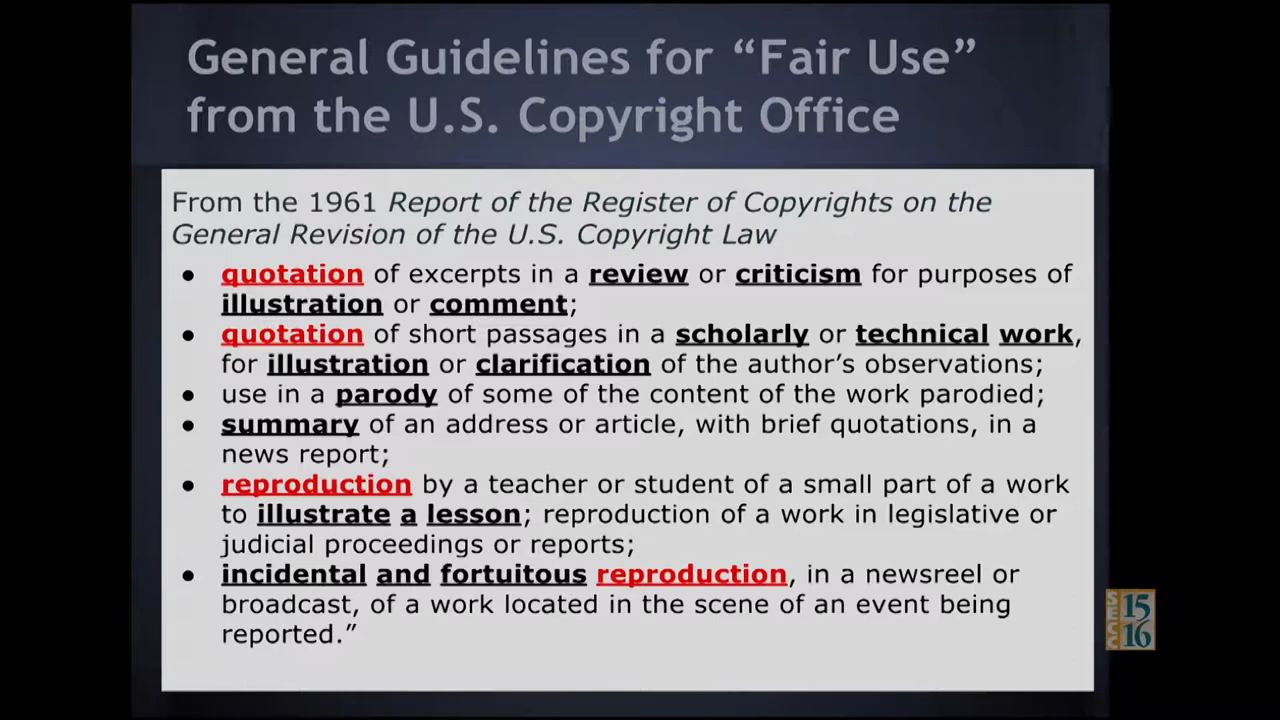 General Guidelines for “Fair Use”
from the U.S. Copyright Office
From the 1961 Report of the Register of Copyrights on the
General Revision of the U.S. Copyright Law
● quotation of excerpts in a review or criticism for purposes of
illustration or comment;
● quotation of short passages in a scholarly or technical work,
for illustration or clarification of the author’s observations;
● use in a parody of some of the content of the work parodied;
● summary of an address or article, with brief quotations, in a
news report;
● reproduction by a teacher or student of a small part of a work
to illustrate a lesson; reproduction of a work in legislative or
judicial proceedings or reports;
● incidental and fortuitous reproduction, in a newsreel or
broadcast, of a work located in the scene of an event being
reported.”
15
16